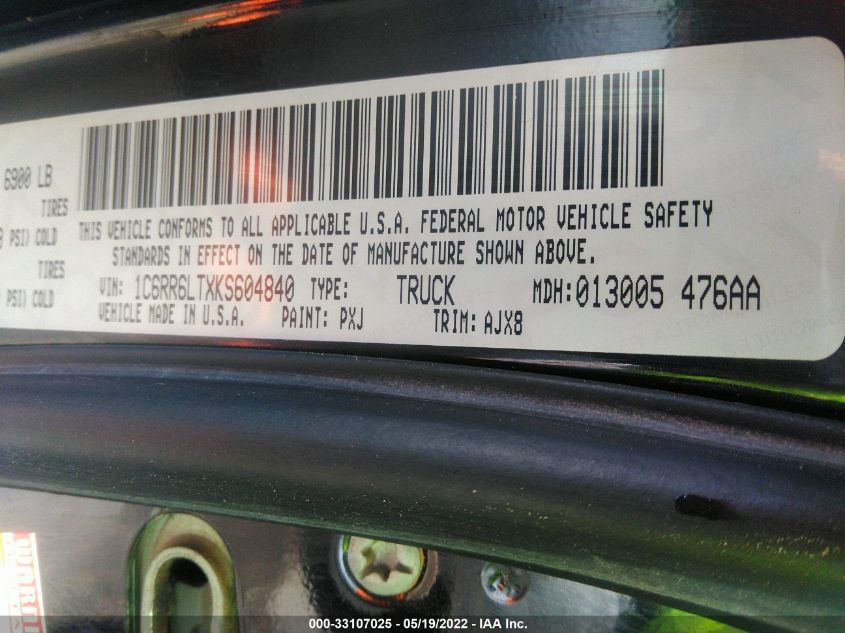 6900 LB
TIRES
PSI) COLD
THIS VEHICLE CONFORMS TO ALL APPLICABLE U.S.A. FEDERAL MOTOR VEHICLE SAFETY
STANDARDS IN EFFECT ON THE DATE OF MANUFACTURE SHOWN ABOVE.
TIRES
PSI) COLD
VIN: 1C6RR6LTXKS604840 TYPE: TRUCK MDH:013005 476AA
VEHICLE MADE IN U.S.A. PAINT: PXJ TRIM: AJX8
000-33107025 - 05/19/2022 - IAA Inc.